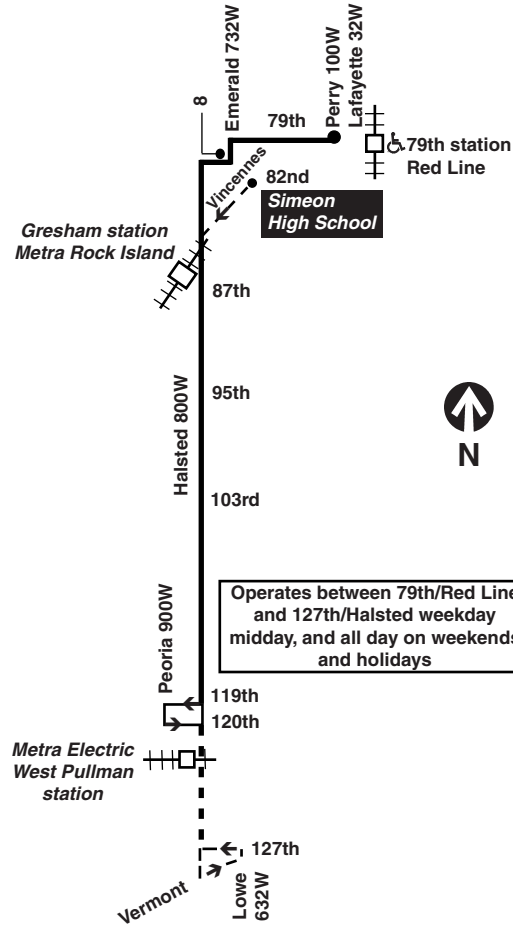 Emerald 732W
Perry 100W
Lafayette 32W
8
79th
79th station
Red Line
Vincennes
82nd
Simeon
High School
Gresham station
Metra Rock Island
87th
95th
Halsted 800W
N
103rd
Operates between 79th/Red Line
and 127th/Halsted weekday
midday, and all day on weekends
and holidays
Peoria 900W
119th
120th
Metra Electric
West Pullman
station
127th
Vermont
Lowe
632W